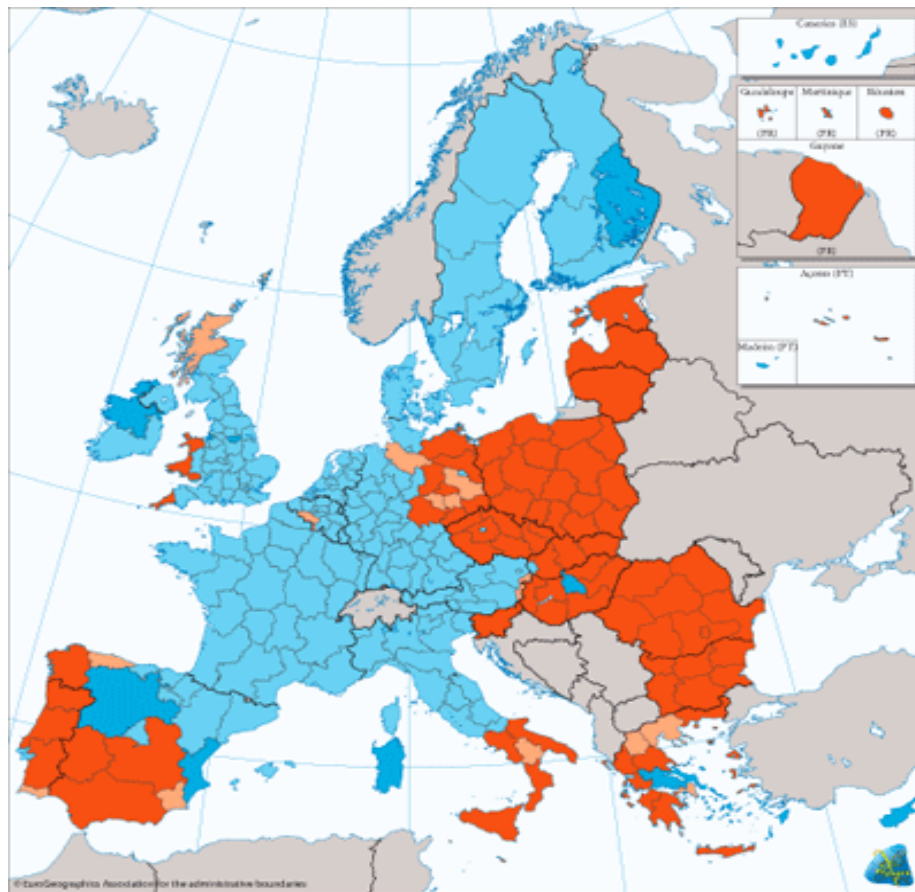 Canarias (ES)
Guadeloupe
Martinique
Réunion
(FR)
(FR)
(FR)
Guyane
(FR)
Açores (PT)
Madeira (PT)
© EuroGeographics Association for the administrative boundaries